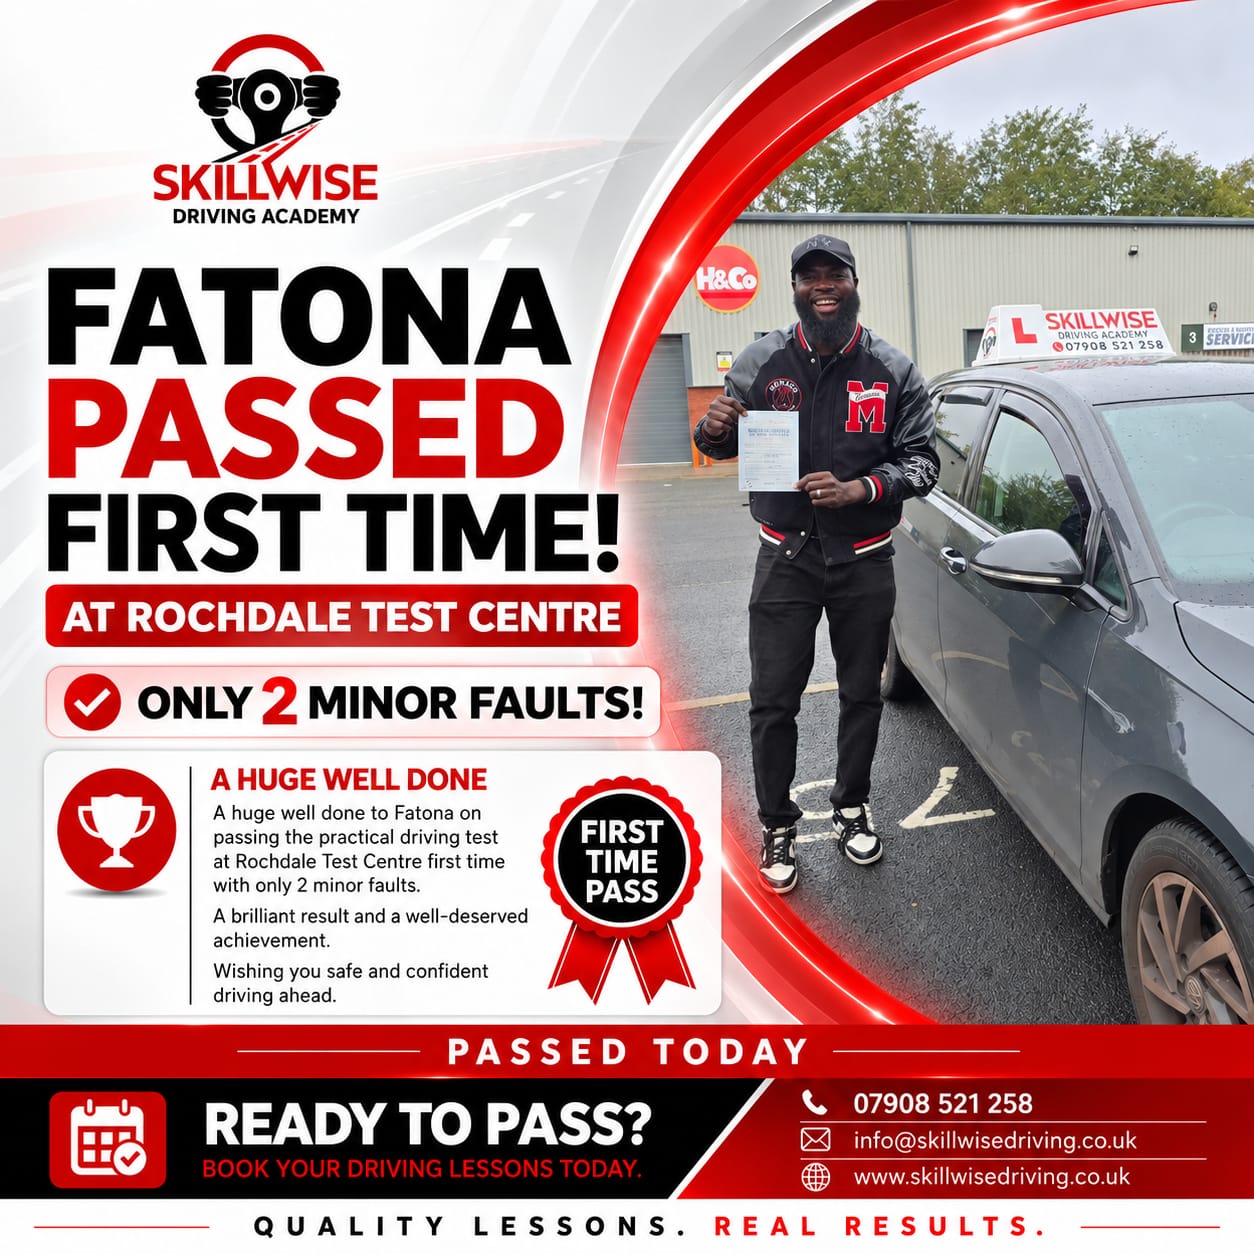 SKILLWISE
DRIVING ACADEMY
FATONA
PASSED
FIRST TIME!
AT ROCHDALE TEST CENTRE
ONLY 2 MINOR FAULTS!
A HUGE WELL DONE
A huge well done to Fatona on
passing the practical driving test
at Rochdale Test Centre first time
with only 2 minor faults.
A brilliant result and a well-deserved
achievement.
Wishing you safe and confident
driving ahead.
FIRST
TIME
PASS
H&Co
NY
MONACO
M
L
SKILLWISE
DRIVING ACADEMY
07908 521 258
3
PASSED TODAY
READY TO PASS?
BOOK YOUR DRIVING LESSONS TODAY.
07908 521 258
info@skillwisedriving.co.uk
www.skillwisedriving.co.uk
QUALITY LESSONS. REAL RESULTS.